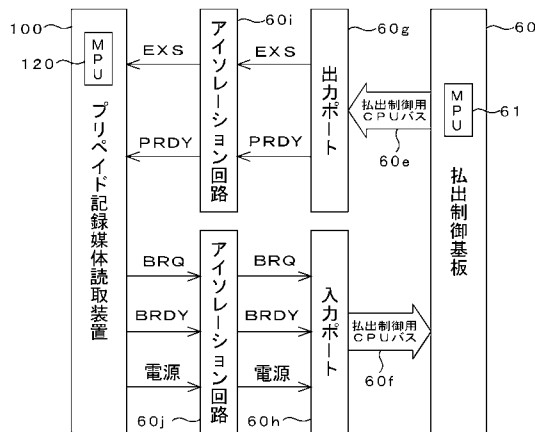 100
60i
60g
60
MPU
120
EXS
EXS
アイソレーション回路
出力ポート
払出制御用
CPUバス
60e
MPU
61
PRDY
PRDY
プリペイド記録媒体読取装置
払出制御基板
BRQ
BRQ
アイソレーション回路
入力ポート
BRDY
BRDY
払出制御用
CPUバス
60f
電源
電源
60j
60h